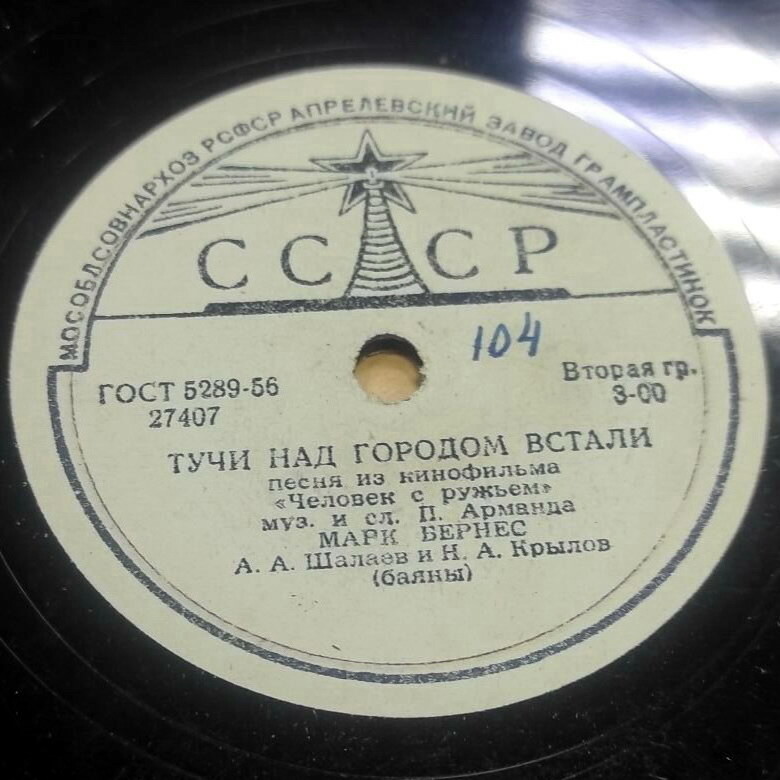 МОСОБЛСОВНАРХОЗ РСФСР АПРЕЛЕВСКИЙ ЗАВОД ГРАМПЛАСТИНОК
СССР
104
ГОСТ 5289-56
27407
Вторая гр.
3-00
ТУЧИ НАД ГОРОДОМ ВСТАЛИ
песня из кинофильма
«Человек с ружьем»
муз. и сл. П. Арманда
МАРК БЕРНЕС
А. А. Шалаев и Н. А. Крылов
(баяны)